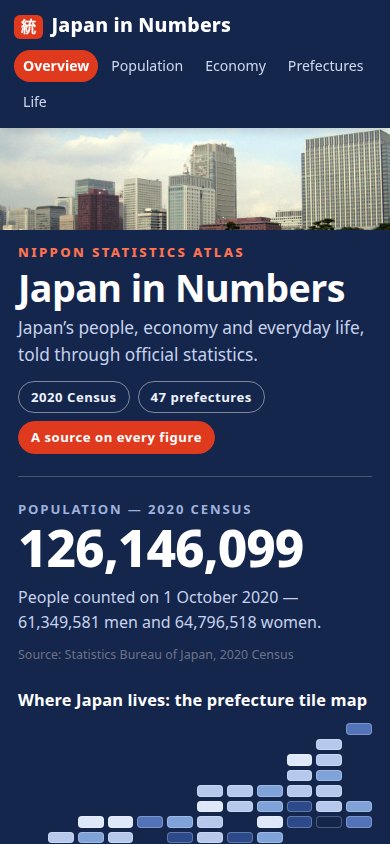 統 Japan in Numbers
Overview Population Economy Prefectures
Life
NIPPON STATISTICS ATLAS
Japan in Numbers
Japan’s people, economy and everyday life,
told through official statistics.
2020 Census 47 prefectures
A source on every figure
POPULATION — 2020 CENSUS
126,146,099
People counted on 1 October 2020 —
61,349,581 men and 64,796,518 women.
Source: Statistics Bureau of Japan, 2020 Census
Where Japan lives: the prefecture tile map